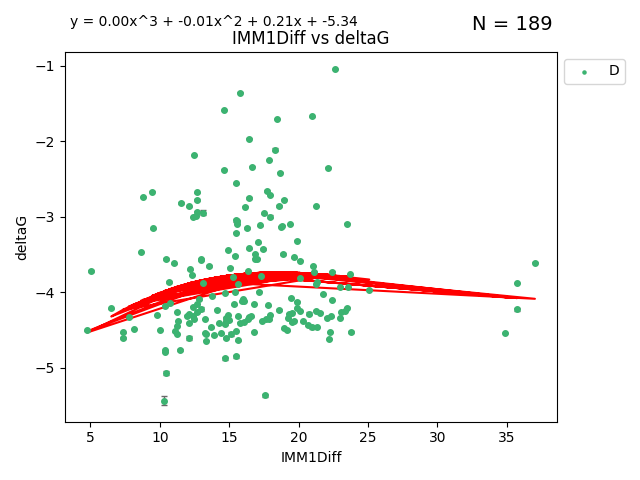 y = 0.00x^3 + -0.01x^2 + 0.21x + -5.34
N = 189
IMM1Diff vs deltaG
D
−1
−2
−3
−4
−5
deltaG
5 10 15 20 25 30 35
IMM1Diff